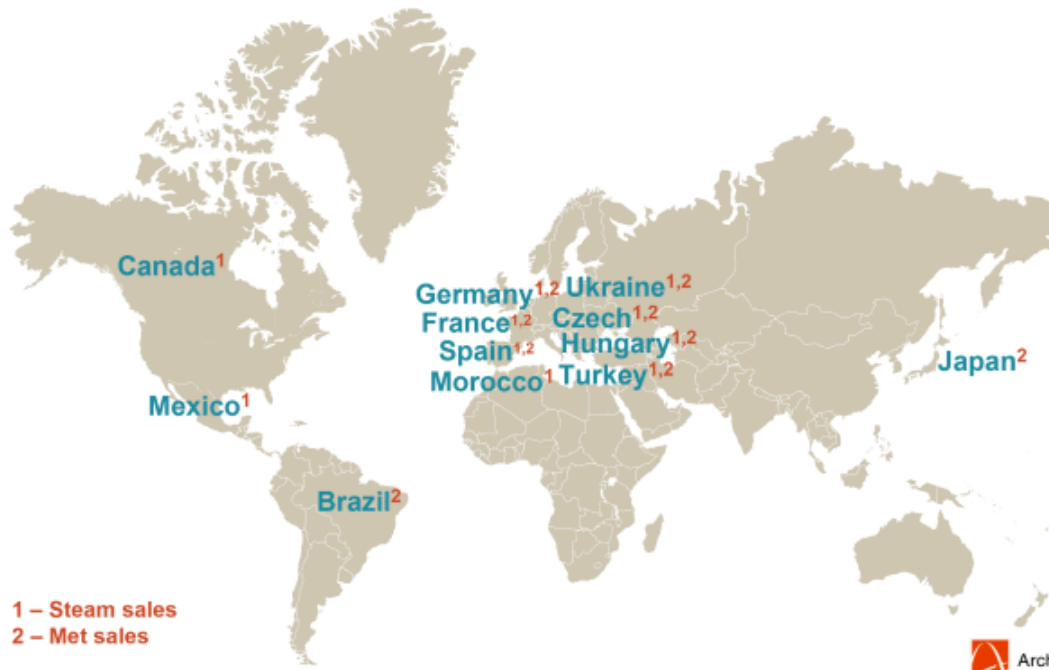 Canada1
Germany1,2
Ukraine1,2
France1,2
Czech1,2
Spain1,2
Hungary1,2
Morocco1
Turkey1,2
Japan2
Mexico1
Brazil2
1 – Steam sales
2 – Met sales
Arch